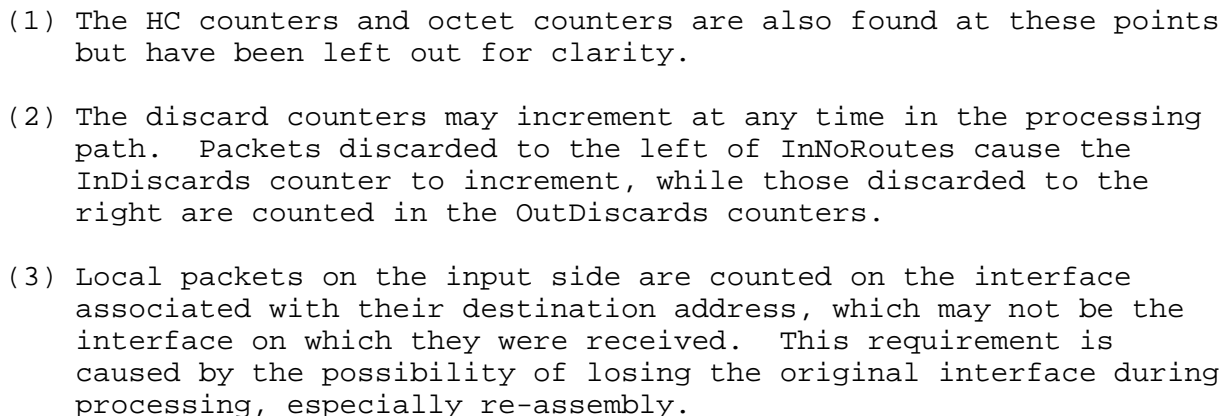 (1) The HC counters and octet counters are also found at these points
but have been left out for clarity.
(2) The discard counters may increment at any time in the processing
path.  Packets discarded to the left of InNoRoutes cause the
InDiscards counter to increment, while those discarded to the
right are counted in the OutDiscards counters.
(3) Local packets on the input side are counted on the interface
associated with their destination address, which may not be the
interface on which they were received.  This requirement is
caused by the possibility of losing the original interface during
processing, especially re-assembly.